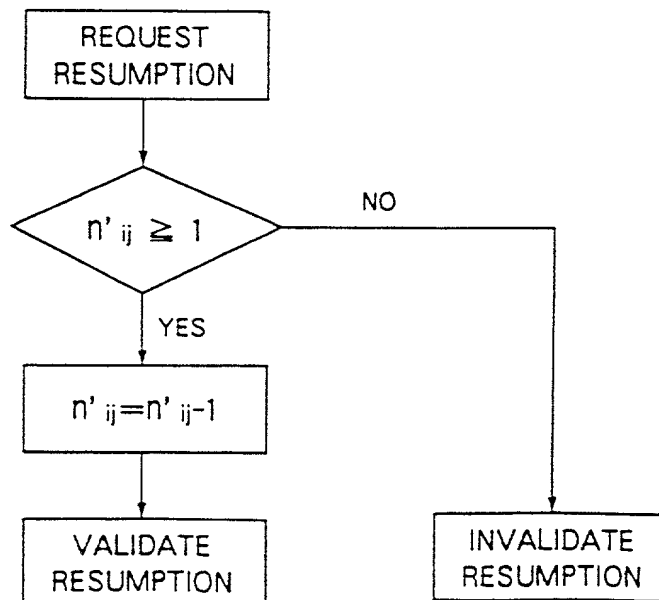 REQUEST
RESUMPTION
n' ij ≧ 1
NO
YES
n' ij=n' ij-1
VALIDATE
RESUMPTION
INVALIDATE
RESUMPTION